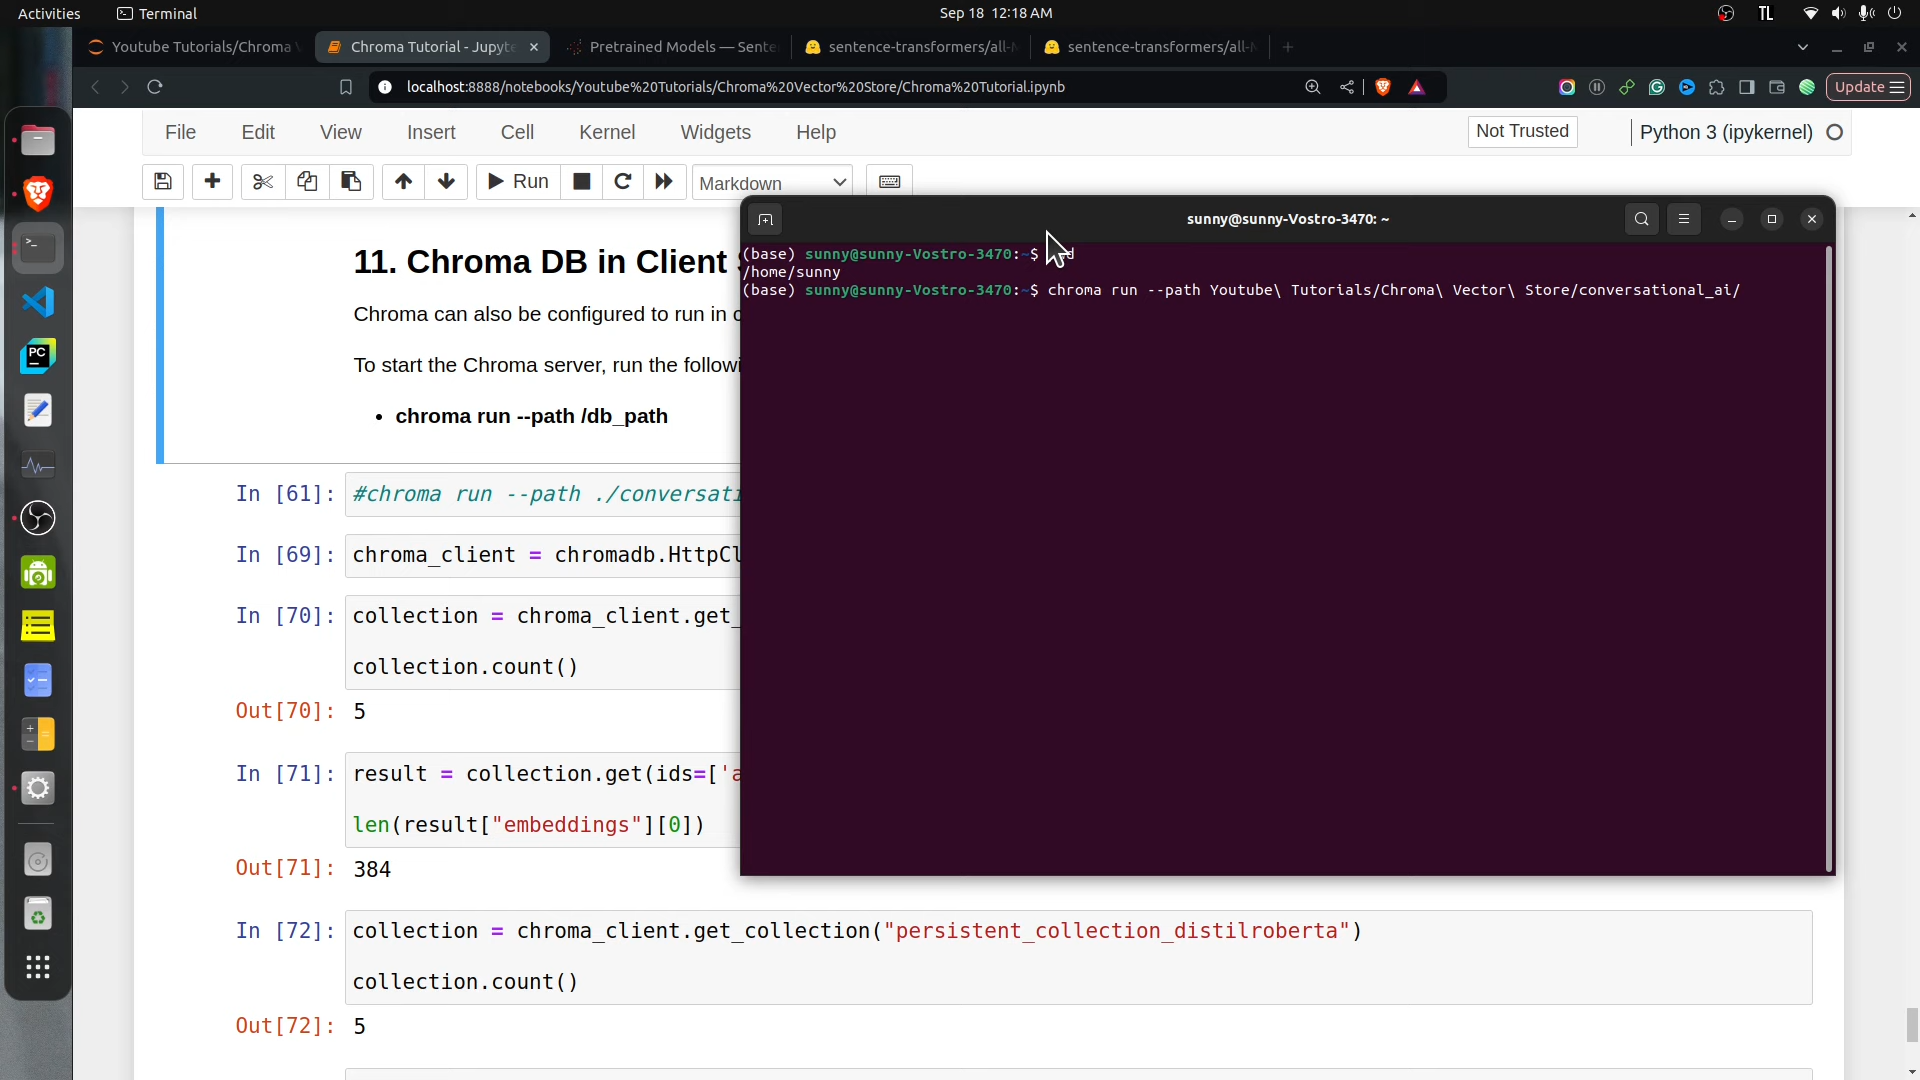 Activities
Terminal
Sep 18 12:18 AM
TL
Youtube Tutorials/Chroma
Chroma Tutorial - Jupyte
Pretrained Models — Sente
sentence-transformers/all-
sentence-transformers/all-
localhost:8888/notebooks/Youtube%20Tutorials/Chroma%20Vector%20Store/Chroma%20Tutorial.ipynb
Update
File Edit View Insert Cell Kernel Widgets Help
Not Trusted
Python 3 (ipykernel)
Run
Markdown
sunny@sunny-Vostro-3470: ~
(base) sunny@sunny-Vostro-3470:~$
/home/sunny
(base) sunny@sunny-Vostro-3470:~$ chroma run --path Youtube\ Tutorials/Chroma\ Vector\ Store/conversational_ai/
PC
11. Chroma DB in Client
Chroma can also be configured to run in
To start the Chroma server, run the followi
• chroma run --path /db_path
In [61]: #chroma run --path ./conversati
In [69]: chroma_client = chromadb.HttpCl
In [70]: collection = chroma_client.get_
collection.count()
Out[70]: 5
In [71]: result = collection.get(ids=['a
len(result["embeddings"][0])
Out[71]: 384
In [72]: collection = chroma_client.get_collection("persistent_collection_distilroberta")
collection.count()
Out[72]: 5